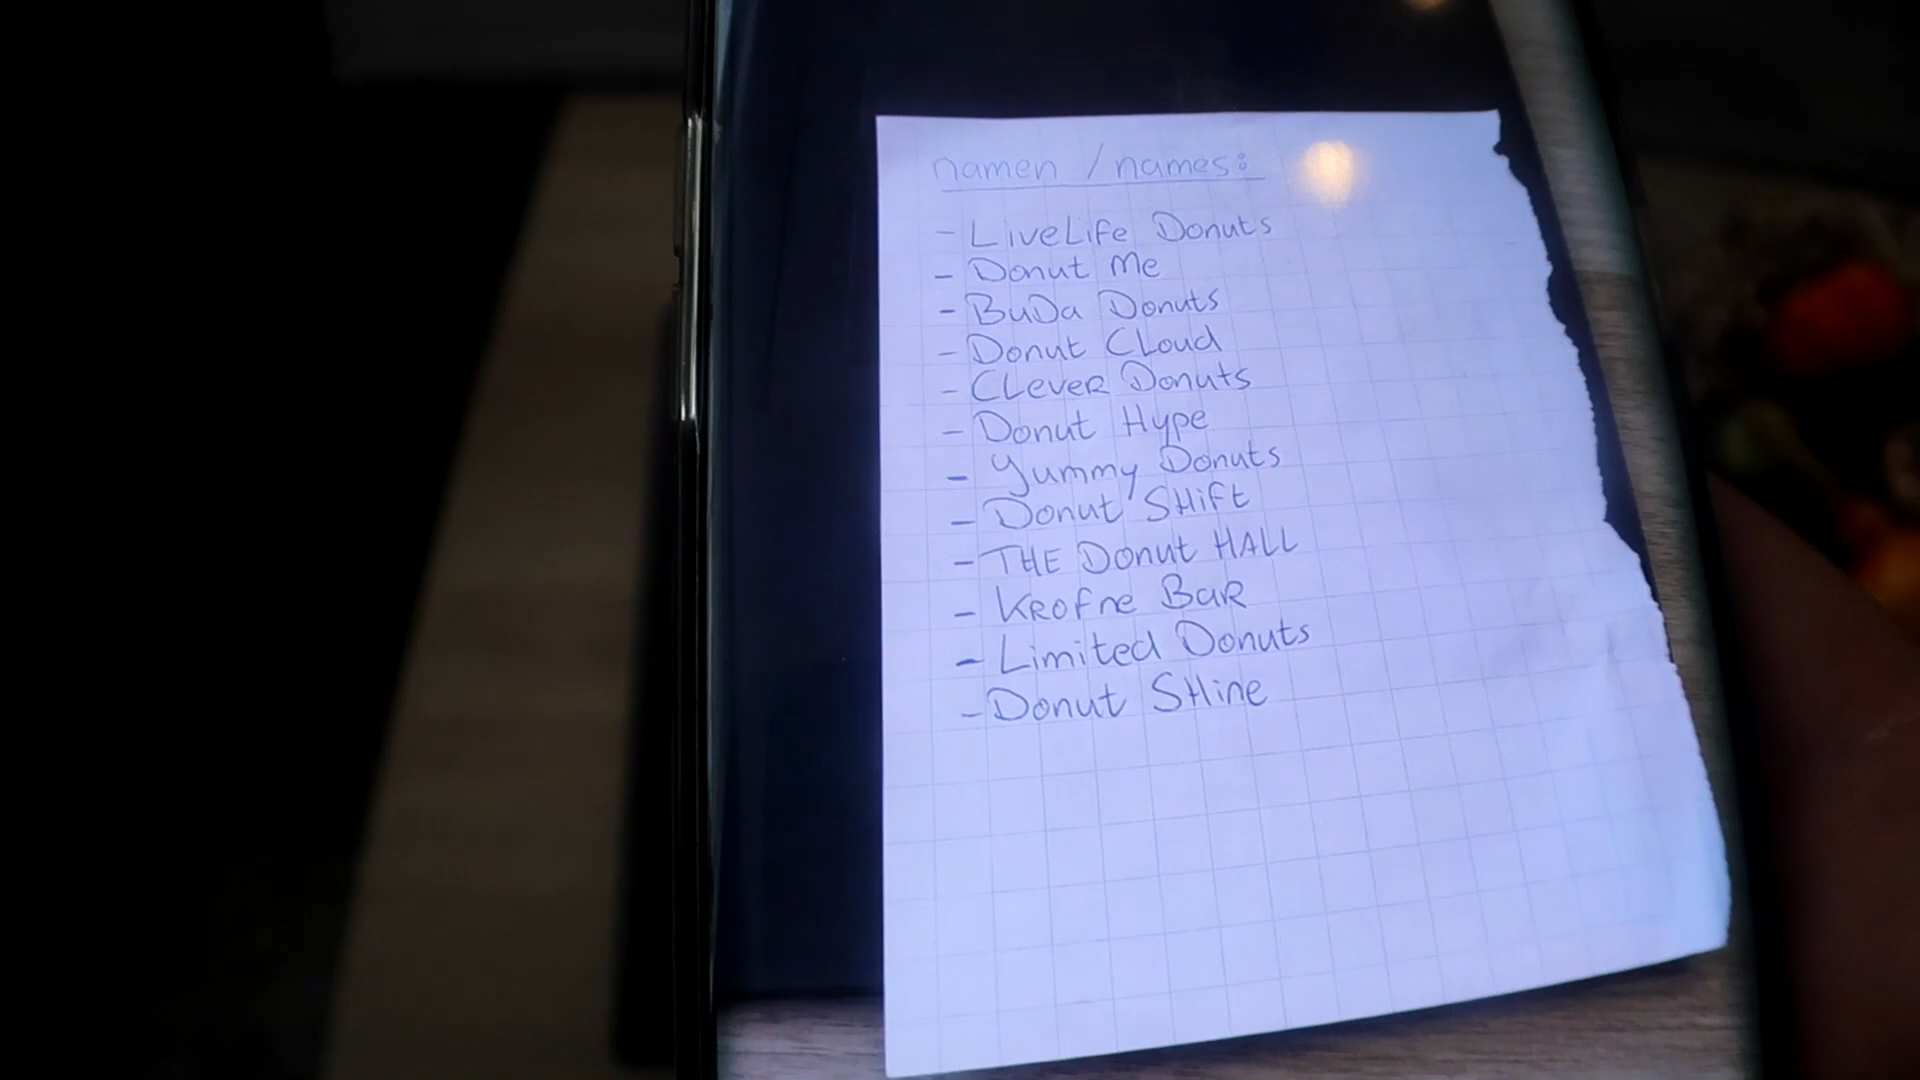 namen / names:
- LiveLife Donuts
- Donut Me
- BuDa Donuts
- Donut CLoud
- CLeveR Donuts
- Donut Hype
- Yummy Donuts
- Donut SHift
- THE Donut HALL
- KRofne BaR
- Limited Donuts
- Donut SHine